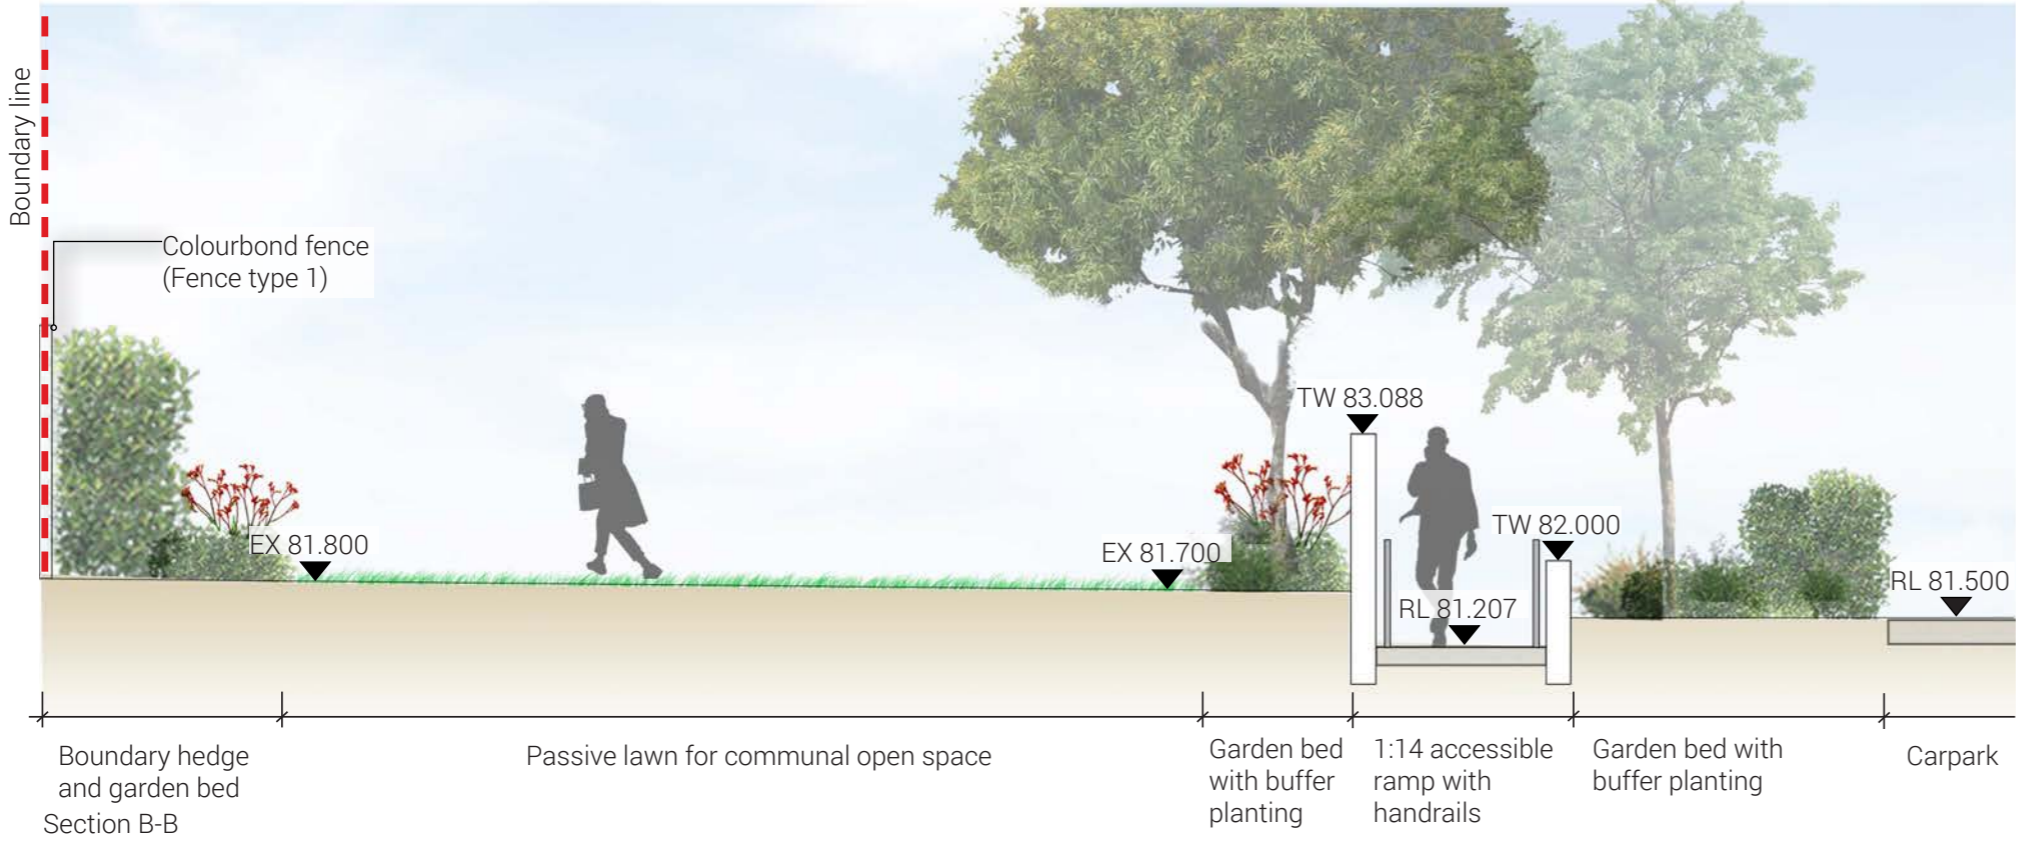 Boundary line
Colourbond fence
(Fence type 1)
TW 83.088
TW 82.000
EX 81.800
EX 81.700
RL 81.207
RL 81.500
Boundary hedge
and garden bed
Passive lawn for communal open space
Garden bed
with buffer
planting
1:14 accessible
ramp with
handrails
Garden bed with
buffer planting
Carpark
Section B-B